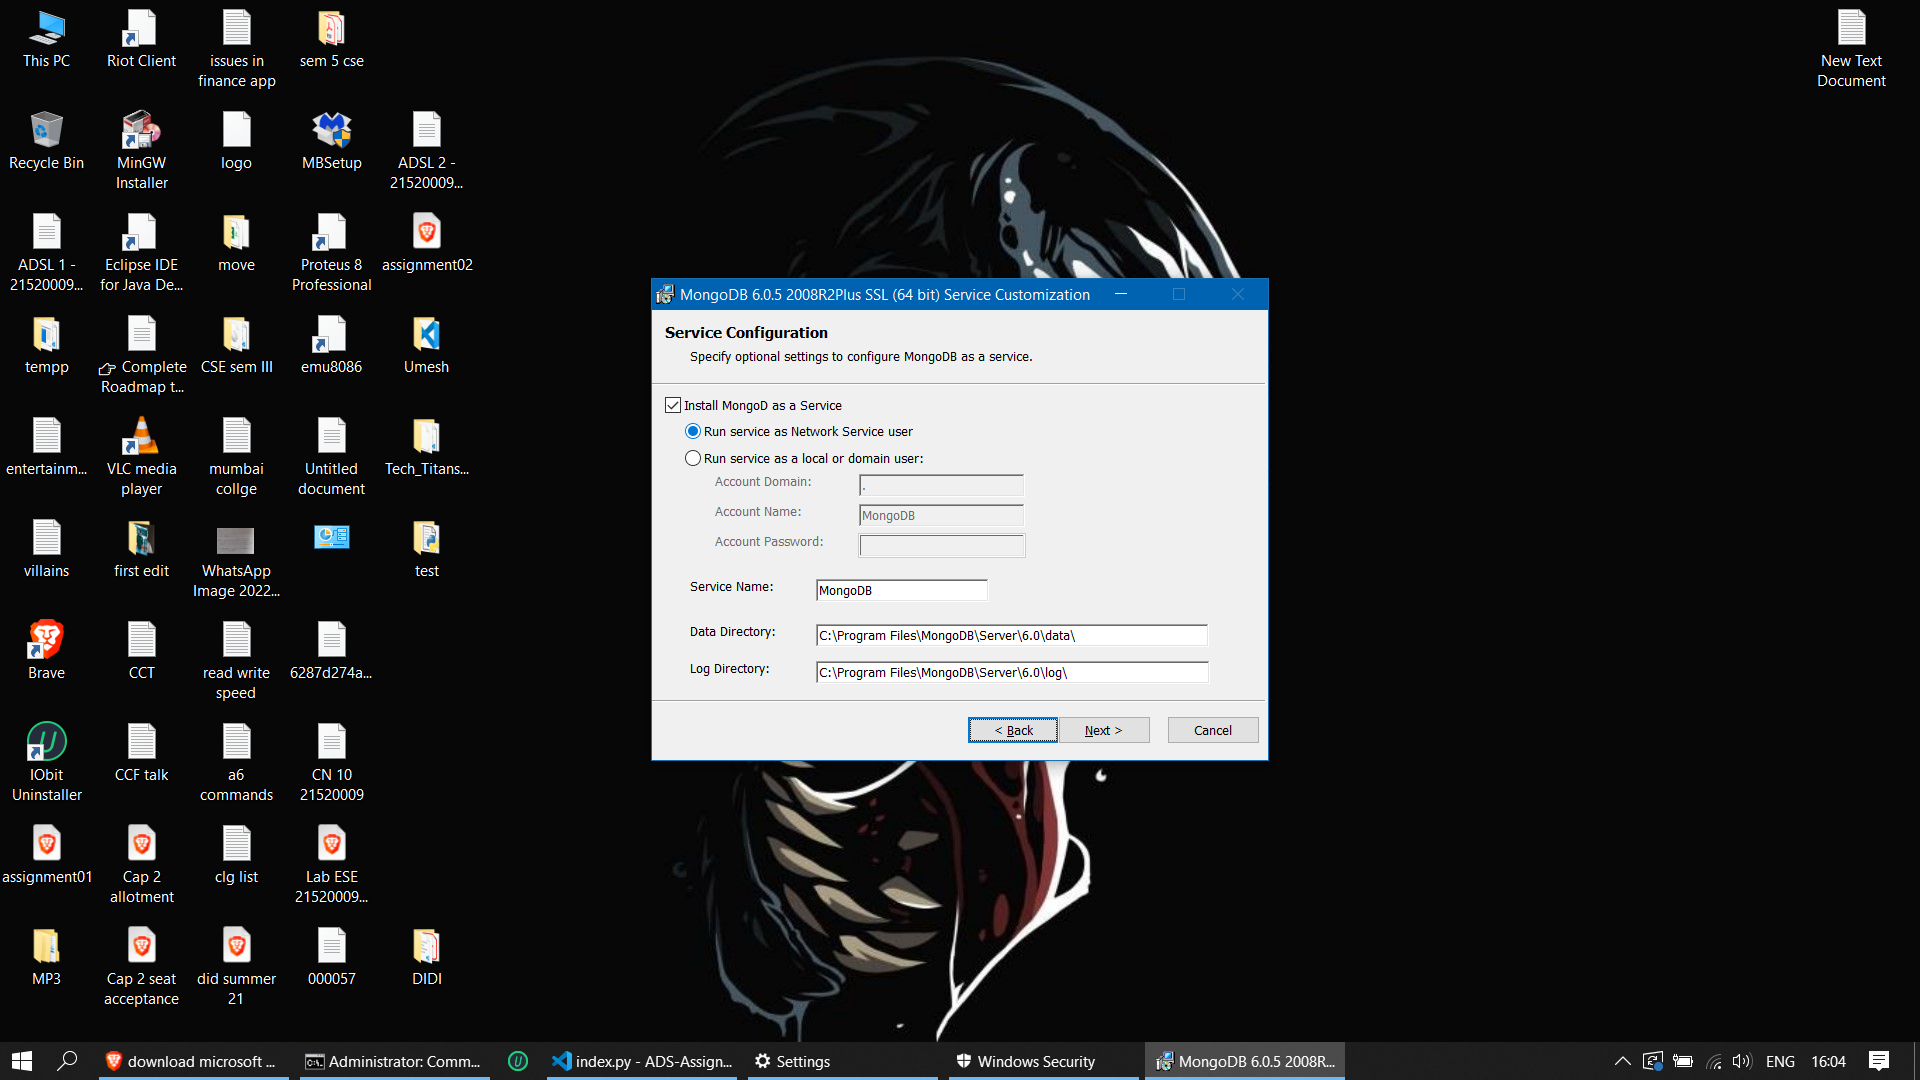 This PC
Riot Client
issues in
finance app
sem 5 cse
New Text
Document
Recycle Bin
MinGW
Installer
logo
MBSetup
ADSL 2 -
21520009...
ADSL 1 -
21520009...
Eclipse IDE
for Java De...
move
Proteus 8
Professional
assignment02
tempp
👉 Complete
Roadmap t...
CSE sem III
emu8086
Umesh
entertainm...
VLC media
player
mumbai
collge
Untitled
document
Tech_Titans...
villains
first edit
WhatsApp
Image 2022...
test
Brave
CCT
read write
speed
6287d274a...
IObit
Uninstaller
CCF talk
a6
commands
CN 10
21520009
assignment01
Cap 2
allotment
clg list
Lab ESE
21520009...
MP3
Cap 2 seat
acceptance
did summer
21
000057
DIDI
MongoDB 6.0.5 2008R2Plus SSL (64 bit) Service Customization
Service Configuration
Specify optional settings to configure MongoDB as a service.
Install MongoD as a Service
Run service as Network Service user
Run service as a local or domain user:
Account Domain: .
Account Name: MongoDB
Account Password:
Service Name: MongoDB
Data Directory: C:\Program Files\MongoDB\Server\6.0\data\
Log Directory: C:\Program Files\MongoDB\Server\6.0\log\
< Back Next > Cancel
download microsoft ... Administrator: Comm... index.py - ADS-Assign... Settings Windows Security MongoDB 6.0.5 2008R... ENG 16:04